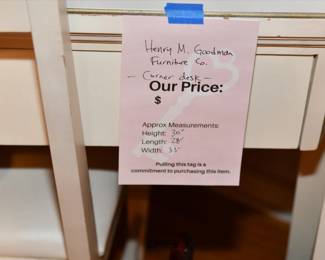 Henry M. Goodman
Furniture Co.
- Corner desk -
Our Price:
$
Approx Measurements:
Height: 30"
Length: 28"
Width: 35"
Pulling this tag is a
commitment to purchasing this item.